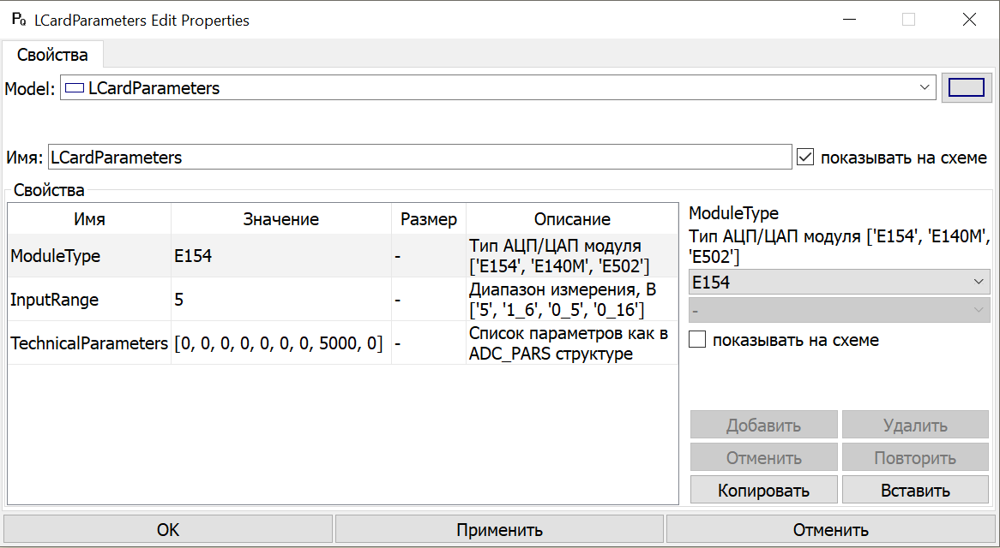 PQ LCardParameters Edit Properties
Свойства
Model: LCardParameters
Имя: LCardParameters показывать на схеме
Свойства
Имя Значение Размер Описание
ModuleType E154 - Тип АЦП/ЦАП модуля
['E154', 'E140M', 'E502']
InputRange 5 - Диапазон измерения, В
['5', '1_6', '0_5', '0_16']
TechnicalParameters [0, 0, 0, 0, 0, 0, 0, 5000, 0] - Список параметров как в
ADC_PARS структуре
ModuleType
Тип АЦП/ЦАП модуля ['E154', 'E140M',
'E502']
E154
-
показывать на схеме
Добавить Удалить
Отменить Повторить
Копировать Вставить
OK Применить Отменить